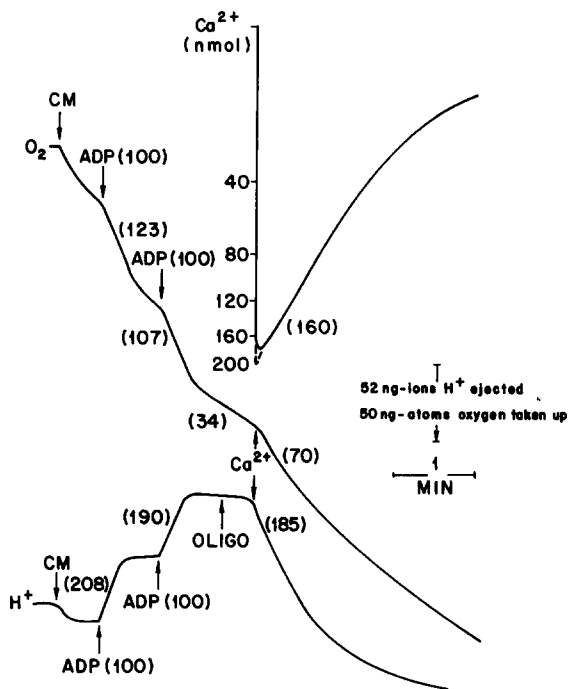 Ca2+
(nmol)
CM
O2
ADP (100)
40
(123)
ADP (100)
80
120
(107)
160
(160)
200
52 ng-ions H+ ejected
50 ng-atoms oxygen taken up
(34)
(70)
Ca2+
1
MIN
(190)
(185)
OLIGO
CM
(208)
H+
ADP (100)
ADP (100)